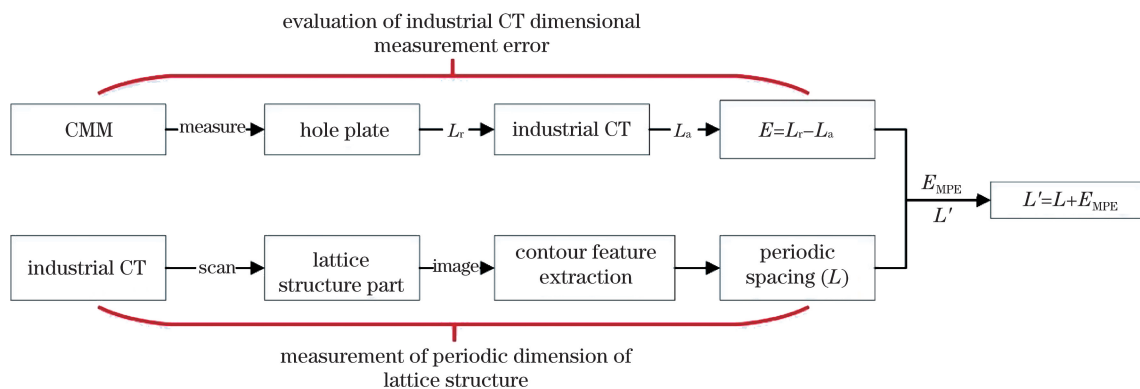 evaluation of industrial CT dimensional
measurement error
CMM
measure
hole plate
Lr
industrial CT
La
E=Lr−La
EMPE
L′
L′=L+EMPE
industrial CT
scan
lattice
structure part
image
contour feature
extraction
periodic
spacing (L)
measurement of periodic dimension of
lattice structure